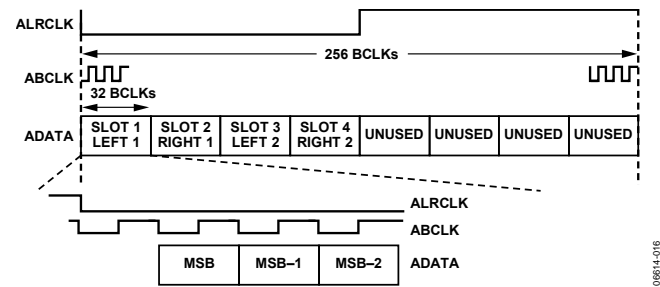 ALRCLK
256 BCLKs
ABCLK
32 BCLKs
ADATA
SLOT 1
LEFT 1
SLOT 2
RIGHT 1
SLOT 3
LEFT 2
SLOT 4
RIGHT 2
UNUSED
UNUSED
UNUSED
UNUSED
ALRCLK
ABCLK
MSB
MSB–1
MSB–2
ADATA
06614-016